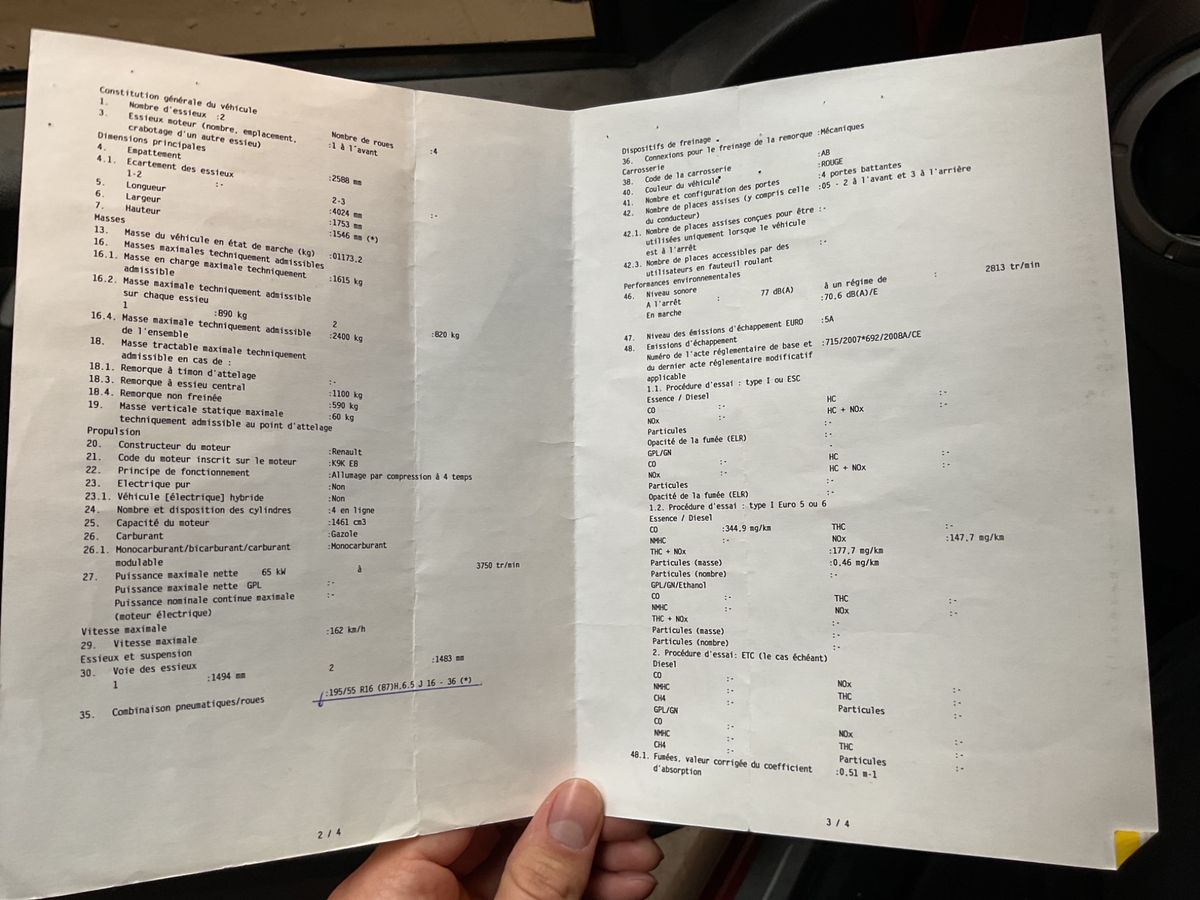 Constitution générale du véhicule
1. Nombre d'essieux :2 Nombre de roues :4
3. Essieux moteur (nombre, emplacement, :1 à l'avant
crabotage d'un autre essieu)
Dimensions principales
4. Empattement :2588 mm
4.1. Ecartement des essieux
1-2 :- 2-3 :-
5. Longueur :4024 mm
6. Largeur :1753 mm
7. Hauteur :1546 mm (*)
Masses
13. Masse du véhicule en état de marche (kg) :01173,2
16. Masses maximales techniquement admissibles
16.1. Masse en charge maximale techniquement :1615 kg
admissible
16.2. Masse maximale techniquement admissible
sur chaque essieu
1 :890 kg 2 :820 kg
16.4. Masse maximale techniquement admissible :2400 kg
de l'ensemble
18. Masse tractable maximale techniquement
admissible en cas de :
18.1. Remorque à timon d'attelage :-
18.3. Remorque à essieu central :1100 kg
18.4. Remorque non freinée :590 kg
19. Masse verticale statique maximale :60 kg
techniquement admissible au point d'attelage
Propulsion
20. Constructeur du moteur :Renault
21. Code du moteur inscrit sur le moteur :K9K E8
22. Principe de fonctionnement :Allumage par compression à 4 temps
23. Electrique pur :Non
23.1. Véhicule [électrique] hybride :Non
24. Nombre et disposition des cylindres :4 en ligne
25. Capacité du moteur :1461 cm3
26. Carburant :Gazole
26.1. Monocarburant/bicarburant/carburant :Monocarburant
modulable
27. Puissance maximale nette 65 kW à 3750 tr/min
Puissance maximale nette GPL :-
Puissance nominale continue maximale :-
(moteur électrique)
Vitesse maximale
29. Vitesse maximale :162 km/h
Essieux et suspension
30. Voie des essieux
1 :1494 mm 2 :1483 mm
35. Combinaison pneumatiques/roues :195/55 R16 (87)H,6.5 J 16 - 36 (*)
2 / 4
Dispositifs de freinage
36. Connexions pour le freinage de la remorque :Mécaniques
Carrosserie
38. Code de la carrosserie :AB
40. Couleur du véhicule :ROUGE
41. Nombre et configuration des portes :4 portes battantes
42. Nombre de places assises (y compris celle :05 - 2 à l'avant et 3 à l'arrière
du conducteur)
42.1. Nombre de places assises conçues pour être :-
utilisées uniquement lorsque le véhicule
est à l'arrêt
42.3. Nombre de places accessibles par des :-
utilisateurs en fauteuil roulant
Performances environnementales
46. Niveau sonore
A l'arrêt : 77 dB(A) à un régime de : 2813 tr/min
En marche :70,6 dB(A)/E
47. Niveau des émissions d'échappement EURO :5A
48. Emissions d'échappement
Numéro de l'acte réglementaire de base et :715/2007*692/2008A/CE
du dernier acte réglementaire modificatif
applicable
1.1. Procédure d'essai : type I ou ESC
Essence / Diesel
CO :- HC :-
NOx :- HC + NOx :-
Particules :-
Opacité de la fumée (ELR) :-
GPL/GN
CO :- HC :-
NOx :- HC + NOx :-
Particules :-
Opacité de la fumée (ELR) :-
1.2. Procédure d'essai : type I Euro 5 ou 6
Essence / Diesel
CO :344,9 mg/km THC :-
NMHC :- NOx :147,7 mg/km
THC + NOx :177,7 mg/km
Particules (masse) :0,46 mg/km
Particules (nombre) :-
GPL/GN/Ethanol
CO :- THC :-
NMHC :- NOx :-
THC + NOx :-
Particules (masse) :-
Particules (nombre) :-
2. Procédure d'essai: ETC (le cas échéant)
Diesel
CO :- NOx :-
NMHC :- THC :-
CH4 :- Particules :-
GPL/GN
CO :- NOx :-
NMHC :- THC :-
CH4 :- Particules :-
48.1. Fumées, valeur corrigée du coefficient :0,51 m-1
d'absorption
3 / 4